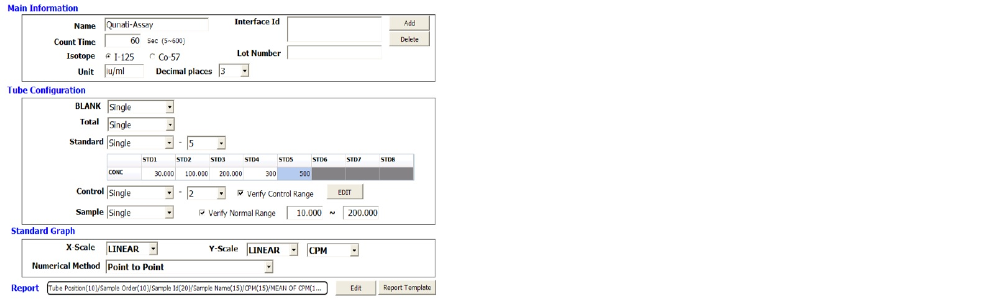 Main Information
Name Qunati-Assay Interface Id Add
Count Time 60 Sec (5~600) Delete
Isotope I-125 Co-57 Lot Number
Unit iu/ml Decimal places 3
Tube Configuration
BLANK Single
Total Single
Standard Single - 5
STD1 STD2 STD3 STD4 STD5 STD6 STD7 STD8
CONC 30.000 100.000 200.000 300 500
Control Single - 2 Verify Control Range EDIT
Sample Single Verify Normal Range 10.000 ~ 200.000
Standard Graph
X-Scale LINEAR Y-Scale LINEAR CPM
Numerical Method Point to Point
Report Tube Position(10)/Sample Order(10)/Sample Id(20)/Sample Name(15)/CPM(15)/MEAN OF CPM(1... Edit Report Template